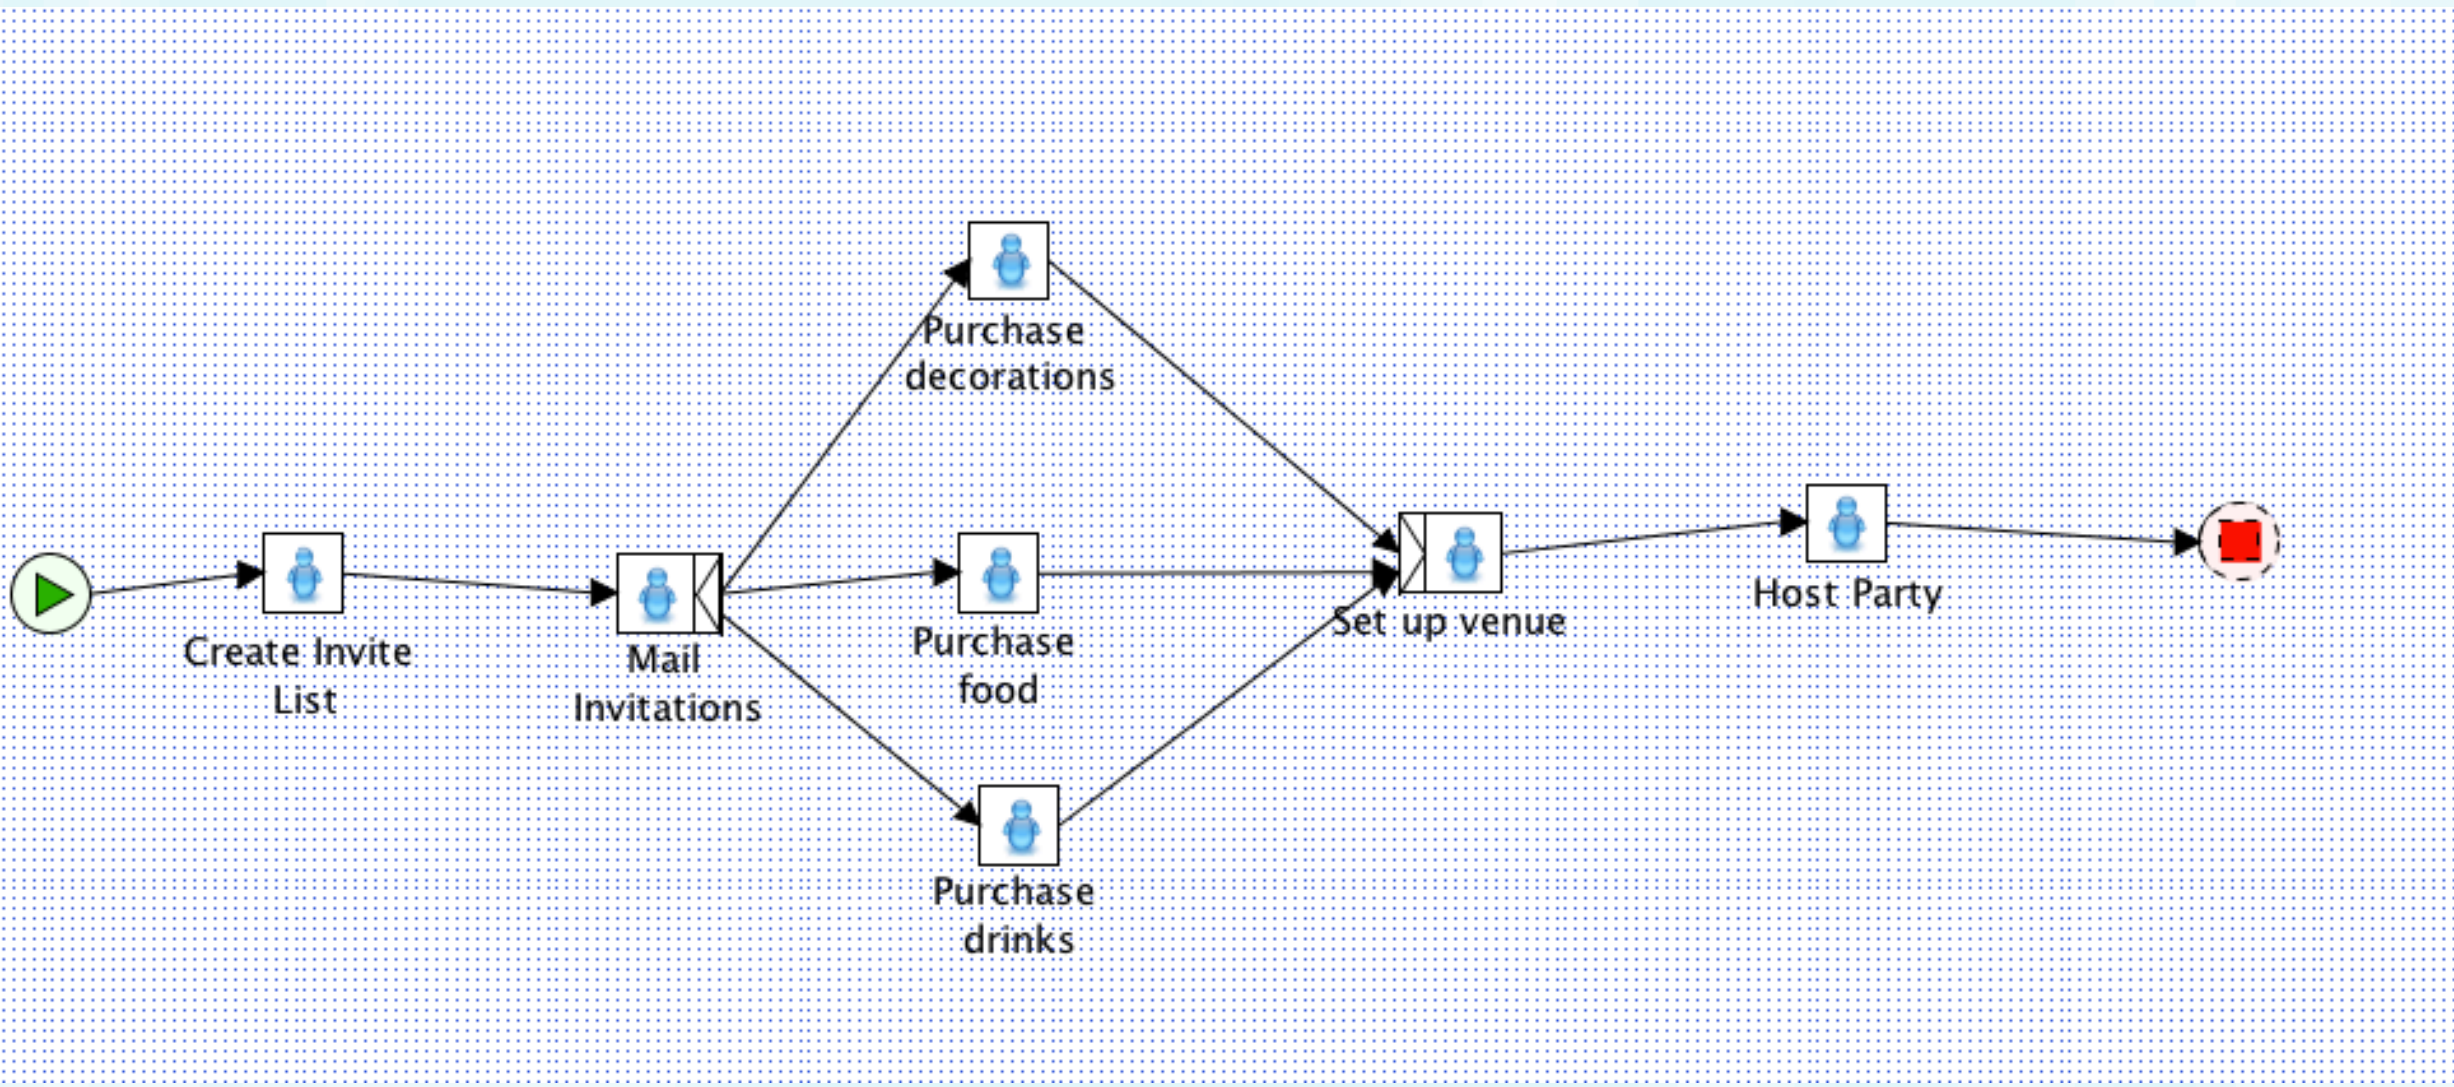 Create Invite
List
Mail
Invitations
Purchase
decorations
Purchase
food
Purchase
drinks
Set up venue
Host Party